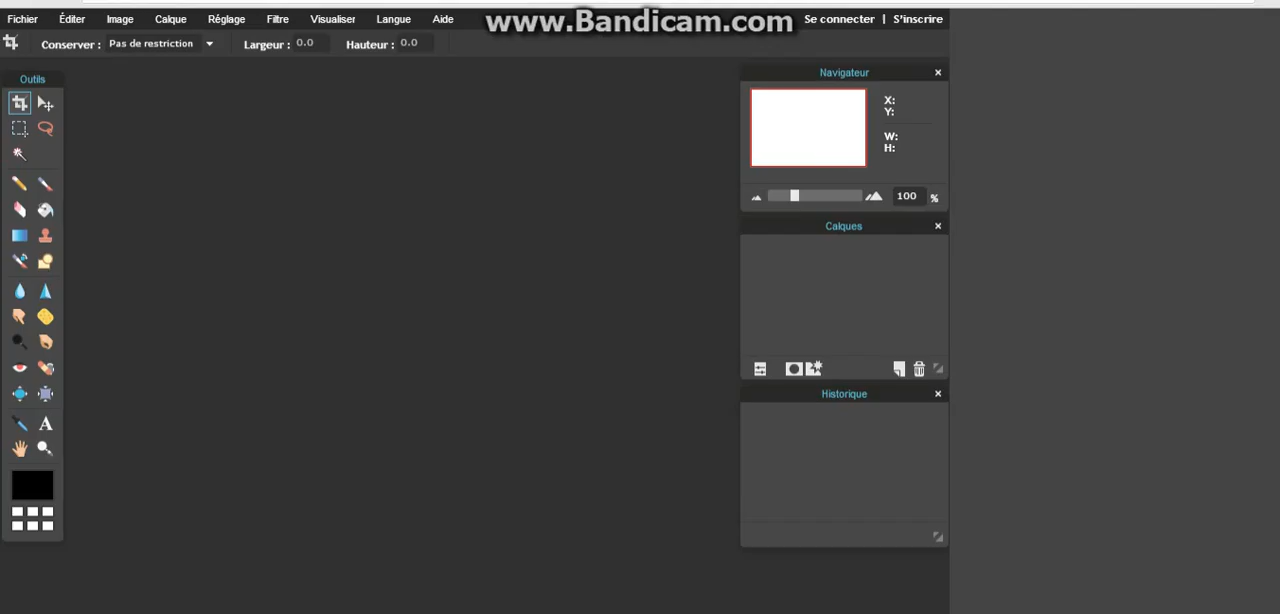 Fichier Éditer Image Calque Réglage Filtre Visualiser Langue Aide www.Bandicam.com Se connecter | S'inscrire
Conserver : Pas de restriction Largeur : 0.0 Hauteur : 0.0
Outils
A
Navigateur
X:
Y:
W:
H:
100 %
Calques
Historique